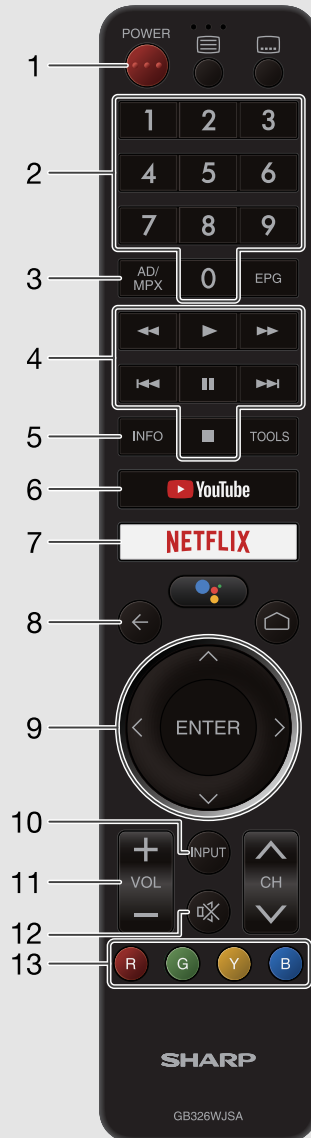 POWER
1
1 2 3
2
4 5 6
7 8 9
3
AD/
MPX
0
EPG
4
5
INFO
TOOLS
6
YouTube
7
NETFLIX
8
9
ENTER
10
INPUT
11
VOL
CH
12
13
R G Y B
SHARP
GB326WJSA